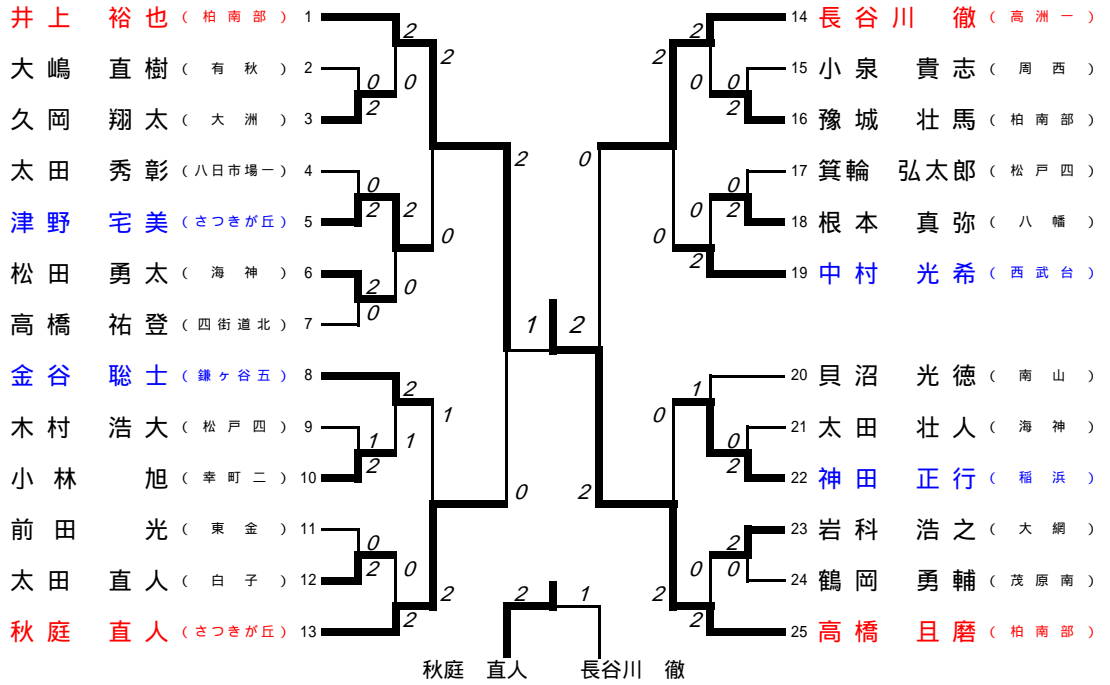 井上 裕也 (柏南部) 1
大嶋 直樹 (有秋) 2
久岡 翔太 (大洲) 3
太田 秀彰 (八日市場一) 4
津野 宅美 (さつきが丘) 5
松田 勇太 (海神) 6
高橋 祐登 (四街道北) 7
金谷 聡士 (鎌ヶ谷五) 8
木村 浩大 (松戸四) 9
小林 旭 (幸町二) 10
前田 光 (東金) 11
太田 直人 (白子) 12
秋庭 直人 (さつきが丘) 13
2
0
2
0
2
0
2
2
2
0
0
0
2
1
2
1
1
0
2
0
2
2
0
2
0
1
2
14 長谷川 徹 (高洲一)
15 小泉 貴志 (周西)
16 豫城 壮馬 (柏南部)
17 箕輪 弘太郎 (松戸四)
18 根本 真弥 (八幡)
19 中村 光希 (西武台)
20 貝沼 光徳 (南山)
21 太田 壮人 (海神)
22 神田 正行 (稲浜)
23 岩科 浩之 (大網)
24 鶴岡 勇輔 (茂原南)
25 高橋 且磨 (柏南部)
2
2
0
0
2
0
0
0
2
0
2
1
0
0
2
2
2
0
0
2
2
2 1
秋庭 直人 長谷川 徹